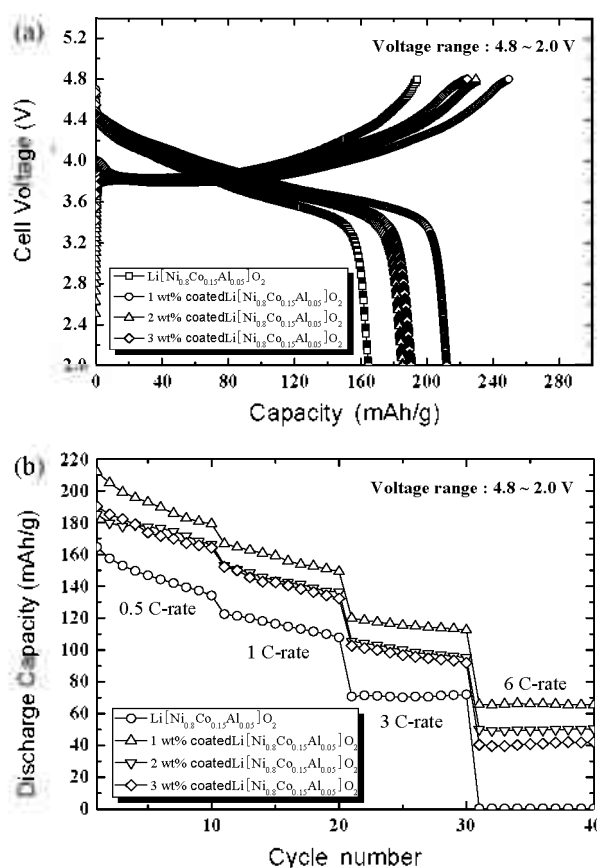 (a)
Voltage range : 4.8 ~ 2.0 V
Cell Voltage (V)
5.2
4.8
4.4
4.0
3.6
3.2
2.8
2.4
2.0
Li[Ni0.8Co0.15Al0.05]O2
1 wt% coatedLi[Ni0.8Co0.15Al0.05]O2
2 wt% coatedLi[Ni0.8Co0.15Al0.05]O2
3 wt% coatedLi[Ni0.8Co0.15Al0.05]O2
0 40 80 120 160 200 240 280
Capacity (mAh/g)
(b)
Voltage range : 4.8 ~ 2.0 V
Discharge Capacity (mAh/g)
220
200
180
160
140
120
100
80
60
40
20
0
0.5 C-rate
1 C-rate
3 C-rate
6 C-rate
Li[Ni0.8Co0.15Al0.05]O2
1 wt% coatedLi[Ni0.8Co0.15Al0.05]O2
2 wt% coatedLi[Ni0.8Co0.15Al0.05]O2
3 wt% coatedLi[Ni0.8Co0.15Al0.05]O2
10 20 30 40
Cycle number